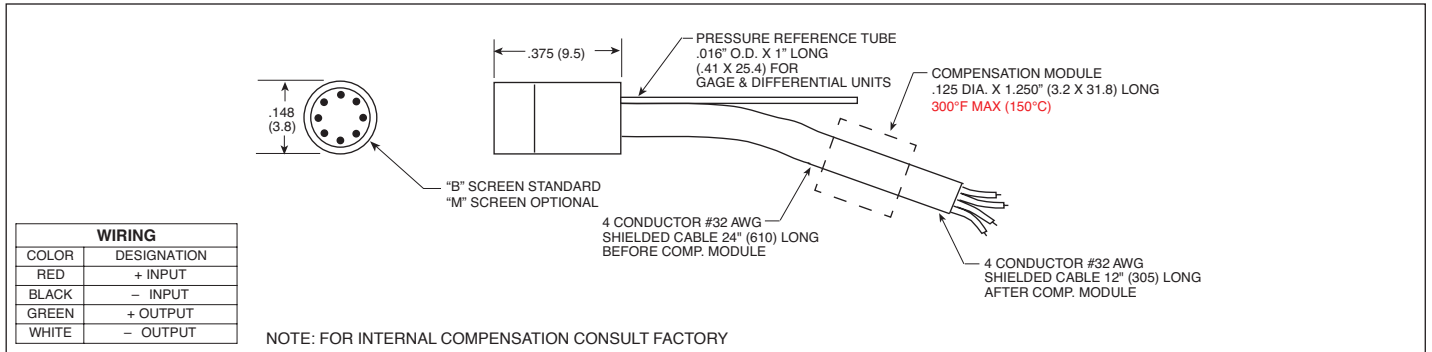 .375 (9.5)
PRESSURE REFERENCE TUBE
.016” O.D. X 1” LONG
(.41 X 25.4) FOR
GAGE & DIFFERENTIAL UNITS
COMPENSATION MODULE
.125 DIA. X 1.250” (3.2 X 31.8) LONG
300°F MAX (150°C)
.148
(3.8)
“B” SCREEN STANDARD
“M” SCREEN OPTIONAL
4 CONDUCTOR #32 AWG
SHIELDED CABLE 24" (610) LONG
BEFORE COMP. MODULE
4 CONDUCTOR #32 AWG
SHIELDED CABLE 12" (305) LONG
AFTER COMP. MODULE
WIRING
COLOR DESIGNATION
RED + INPUT
BLACK – INPUT
GREEN + OUTPUT
WHITE – OUTPUT
NOTE: FOR INTERNAL COMPENSATION CONSULT FACTORY